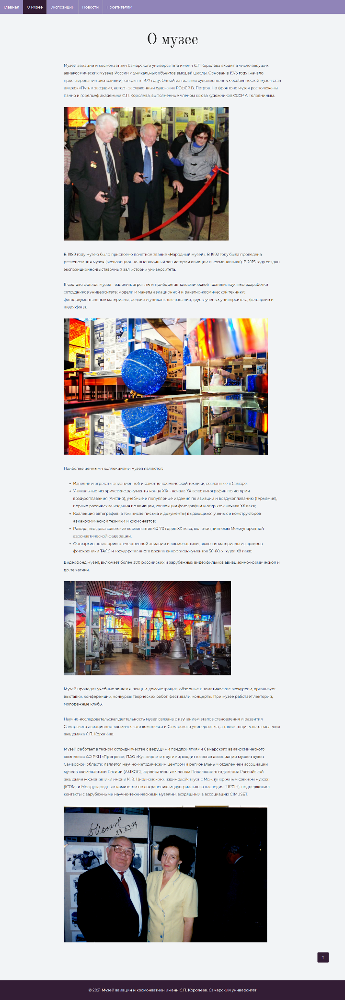 Главная О музее Экспозиции Новости Посетителям
О музее
Музей авиации и космонавтики Самарского университета имени С.П.Королёва входит в число ведущих
авиакосмических музеев России и уникальных объектов высшей школы. Основан в 1975 году (начало
проектирования экспозиции), открыт в 1977 году. Одной из главных художественных особенностей музея стал
витраж «Путь к звездам», автор - заслуженный художник РСФСР В. Петров. На фронтоне музея расположены
панно и горельеф академика С.П. Королева, выполненные членом союза художников СССР А. Головниным.
В 1989 году музею было присвоено почетное звание «Народный музей». В 1992 году была проведена
реэкспозиция музея (экспозиционно-выставочный зал истории авиации и космонавтики). В 2015 году создан
экспозиционно-выставочный зал истории университета.
В составе фондов музея - изделия, агрегаты и приборы авиакосмической техники; научные разработки
сотрудников университета; модели и макеты авиационной и ракетно-космической техники;
фотодокументальные материалы; редкие и уникальные издания; труды ученых университета; фотоархив и
видеофонд.
Наиболее ценными коллекциями музея являются:
• Изделия и агрегаты авиационной и ракетно-космической техники, созданные в Самаре;
• Уникальные исторические документы конца X1X - начала XX века: литографии по истории
воздухоплавания (Англия), учебные и популярные издания по авиации и воздухоплаванию (Германия),
первые российские издания по авиации, коллекции фотографий и открыток начала XX века;
• Коллекция автографов (в том числе письма и документы) выдающихся ученых и конструкторов
авиакосмической техники и космонавтов;
• Рекордные дела советских космонавтов 60-70 годов XX века, включая дипломы Международной
аэронавтической федерации.
• Фотоархив по истории отечественной авиации и космонавтики, включая материалы из архивов
фотохроники ТАСС и государственного архива кинофотодокументов 50-80-х годов XX века;
Видеофонд музея, включает более 300 российских и зарубежных видеофильмов авиационно-космической и
др. тематики.
Музей проводит учебные занятия, лекции-демонстрации, обзорные и тематические экскурсии, организует
выставки, конференции, конкурсы творческих работ, фестивали, концерты. При музее работает лекторий,
молодежные клубы.
Научно-исследовательская деятельность музея связана с изучением этапов становления и развития
Самарского авиационно-космического комплекса и Самарского университета, а также творческого наследия
академика С.П. Королёва.
Музей работает в тесном сотрудничестве с ведущими предприятиями Самарского авиакосмического
комплекса АО РКЦ «Прогресс», ПАО «Кузнецов» и другими; входит в состав ассоциации музеев вузов
Самарской области; является научно-методическим центром и региональным отделением ассоциации
музеев космонавтики Росиии (АМКОС), корпоративным членом Поволжского отделения Российской
академии космонавтики имени К. Э. Циолковского, взаимодействует с Международным советом музеев
(ICOM) и Международным комитетом по сохранению индустриального наследия (TICCIH), поддерживает
контакты с зарубежными научно-техническими музеями, входящими в ассоциацию CIMUSET.
23.07.99
↑
© 2021 Музей авиации и космонавтики имени С.П. Королева. Самарский университет